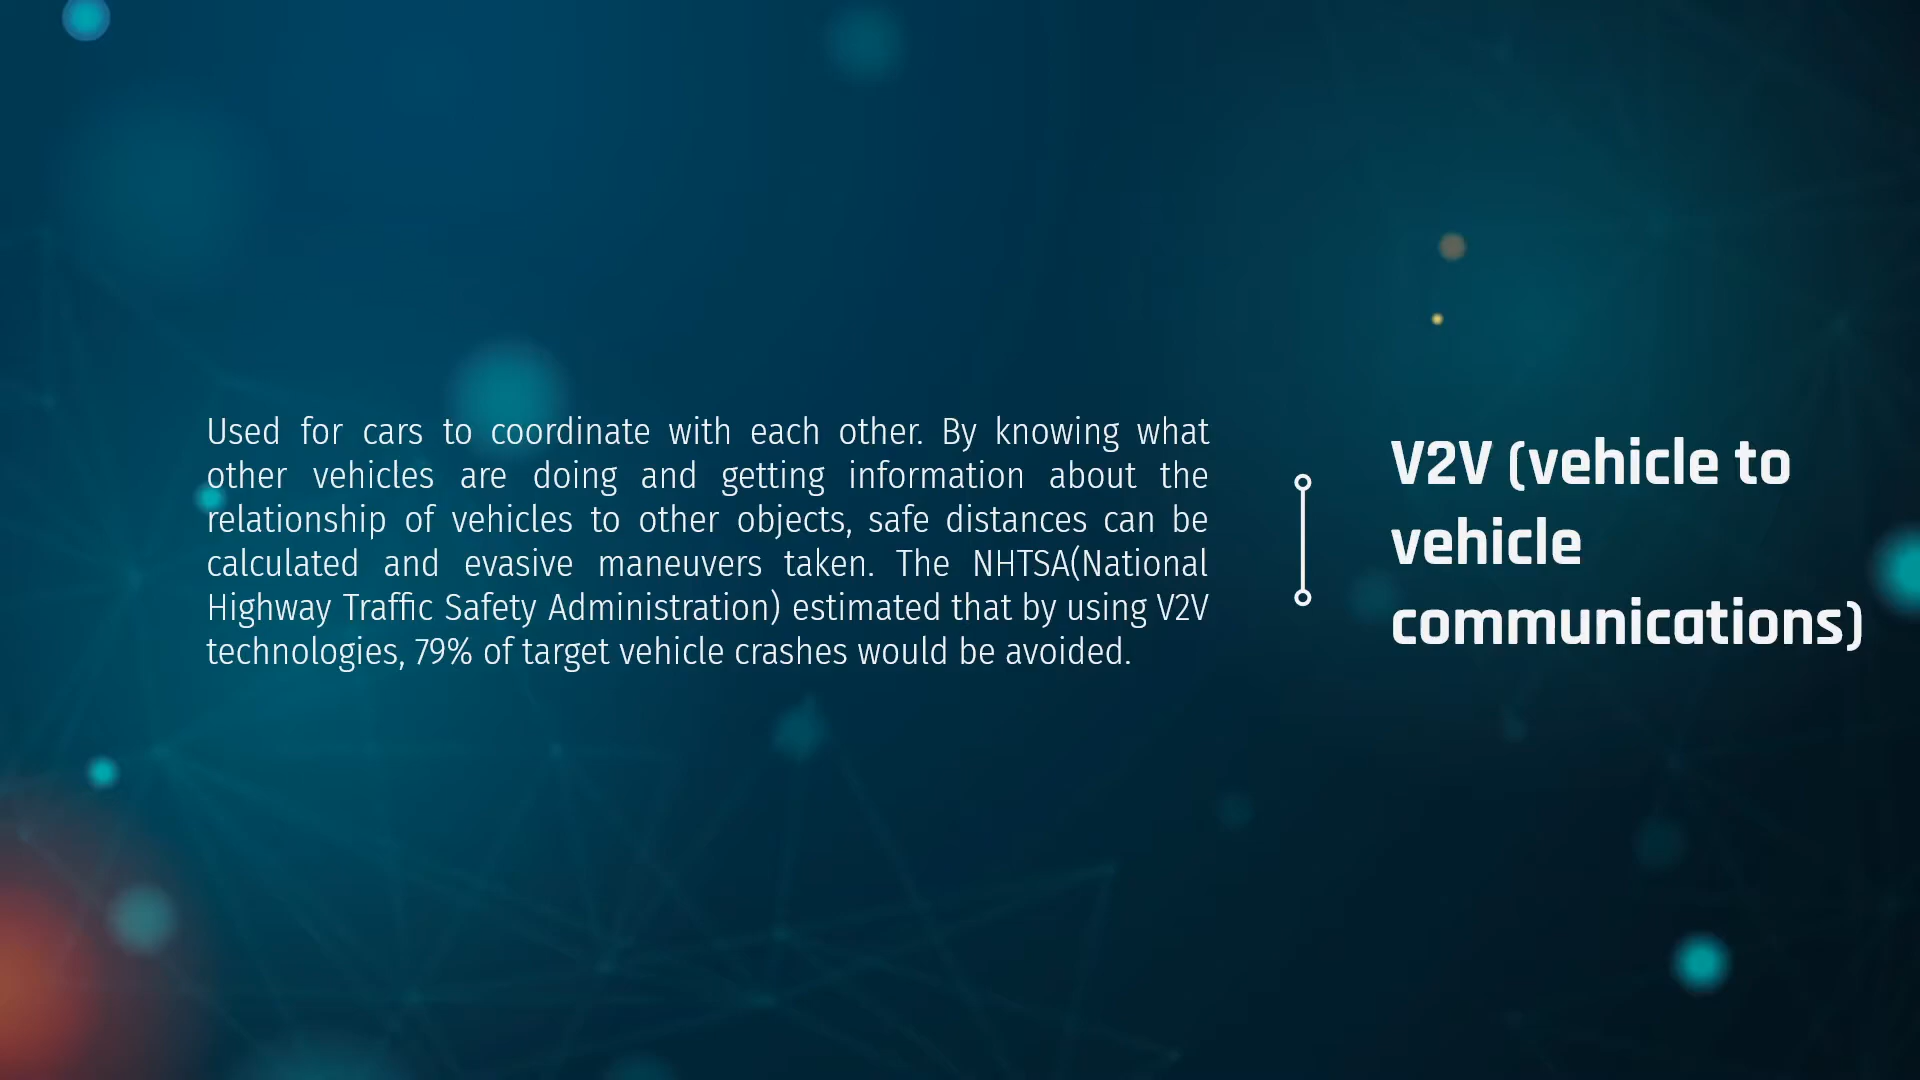 Used for cars to coordinate with each other. By knowing what
other vehicles are doing and getting information about the
relationship of vehicles to other objects, safe distances can be
calculated and evasive maneuvers taken. The NHTSA(National
Highway Traffic Safety Administration) estimated that by using V2V
technologies, 79% of target vehicle crashes would be avoided.
V2V (vehicle to
vehicle
communications)